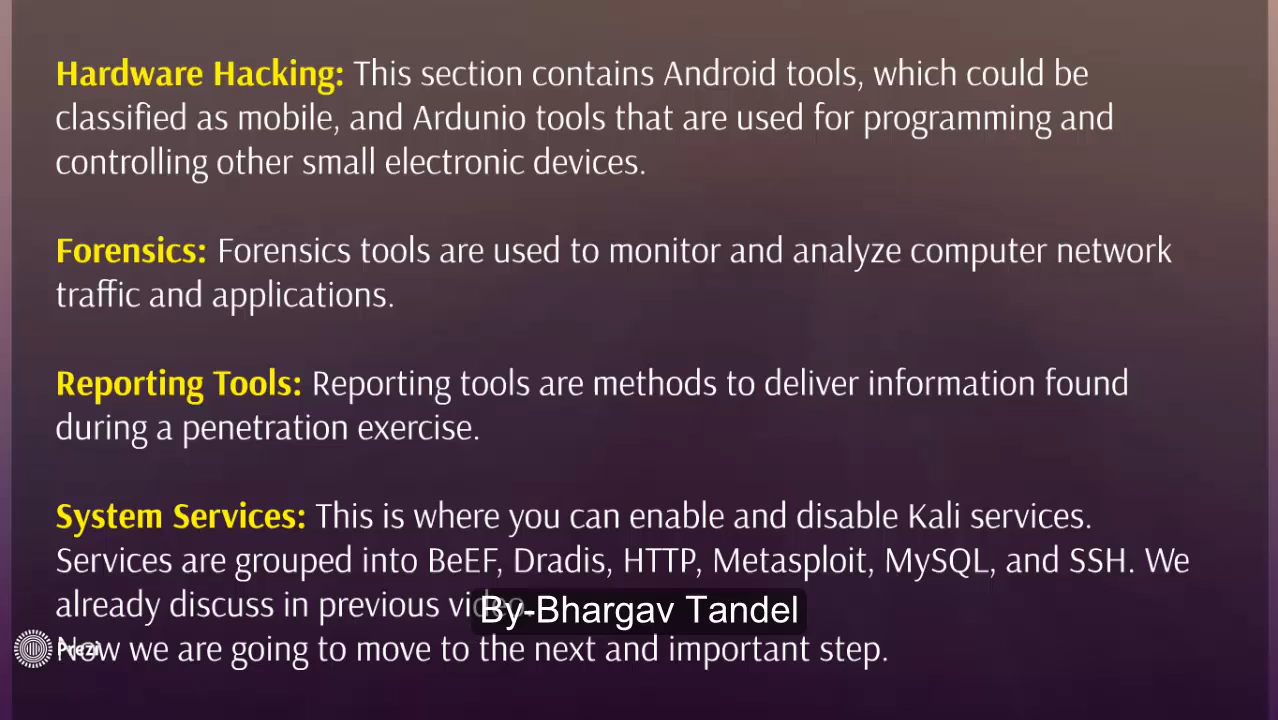 Hardware Hacking: This section contains Android tools, which could be
classified as mobile, and Ardunio tools that are used for programming and
controlling other small electronic devices.
Forensics: Forensics tools are used to monitor and analyze computer network
traffic and applications.
Reporting Tools: Reporting tools are methods to deliver information found
during a penetration exercise.
System Services: This is where you can enable and disable Kali services.
Services are grouped into BeEF, Dradis, HTTP, Metasploit, MySQL, and SSH. We
already discuss in previous video.
By-Bhargav Tandel
Now we are going to move to the next and important step.
Prezi